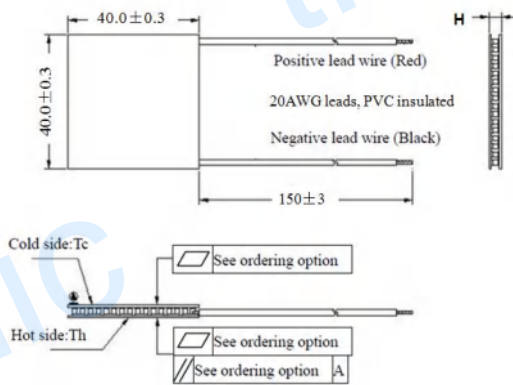 40.0±0.3
H
40.0±0.3
Positive lead wire (Red)
20AWG leads, PVC insulated
Negative lead wire (Black)
150±3
Cold side:Tc
See ordering option
Hot side:Th
See ordering option
See ordering option A